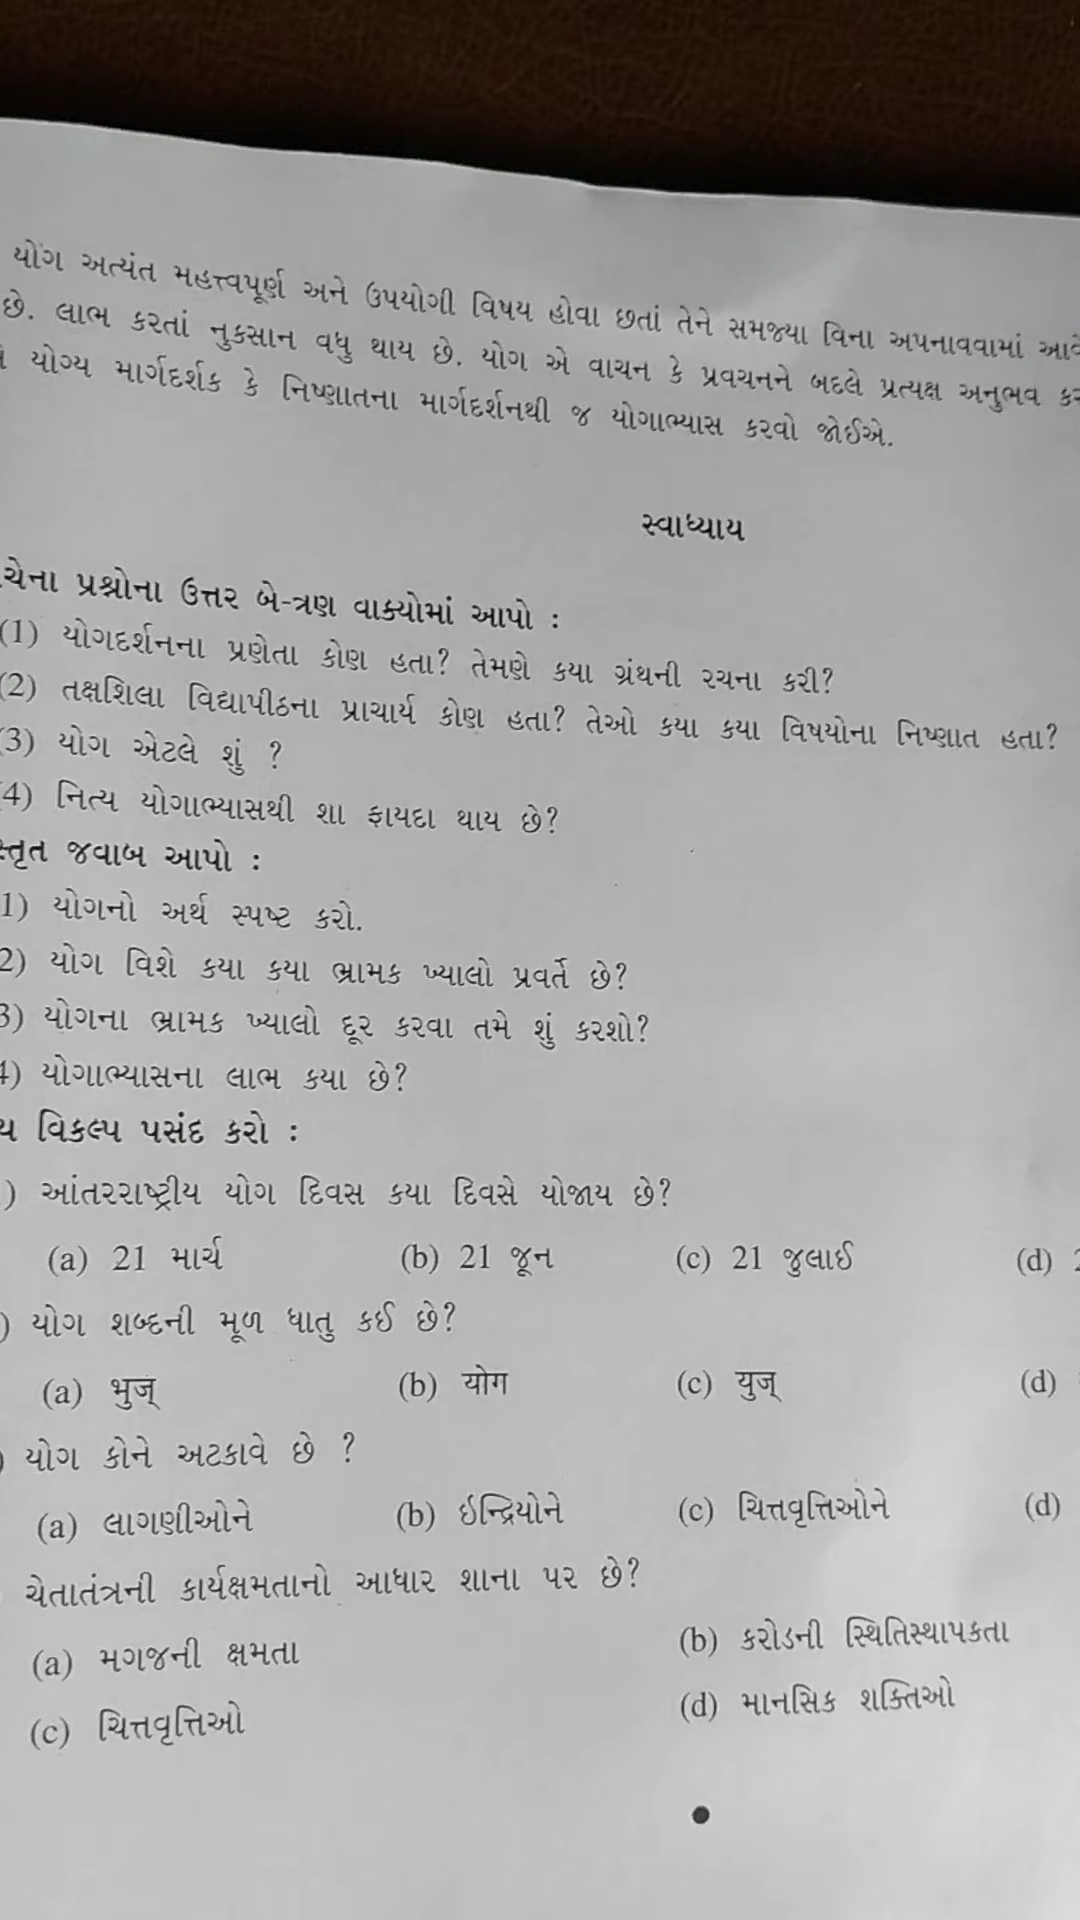 યોગ અત્યંત મહત્ત્વપૂર્ણ અને ઉપયોગી વિષય હોવા છતાં તેને સમજ્યા વિના અપનાવવામાં
છે. લાભ કરતાં નુકસાન વધુ થાય છે. યોગ એ વાચન કે પ્રવચનને બદલે પ્રત્યક્ષ અનુભવ
યોગ્ય માર્ગદર્શક કે નિષ્ણાતના માર્ગદર્શનથી જ યોગાભ્યાસ કરવો જોઈએ.
સ્વાધ્યાય
ચેના પ્રશ્નોના ઉત્તર બે-ત્રણ વાક્યોમાં આપો :
(1) યોગદર્શનના પ્રણેતા કોણ હતા? તેમણે કયા ગ્રંથની રચના કરી?
(2) તક્ષશિલા વિદ્યાપીઠના પ્રાચાર્ય કોણ હતા? તેઓ કયા કયા વિષયોના નિષ્ણાત હતા?
(3) યોગ એટલે શું ?
(4) નિત્ય યોગાભ્યાસથી શા ફાયદા થાય છે?
સ્તૃત જવાબ આપો :
1) યોગનો અર્થ સ્પષ્ટ કરો.
2) યોગ વિશે કયા કયા ભ્રામક ખ્યાલો પ્રવર્તે છે?
3) યોગના ભ્રામક ખ્યાલો દૂર કરવા તમે શું કરશો?
4) યોગાભ્યાસના લાભ કયા છે?
ય વિકલ્પ પસંદ કરો :
) આંતરરાષ્ટ્રીય યોગ દિવસ કયા દિવસે યોજાય છે?
(a) 21 માર્ચ (b) 21 જૂન (c) 21 જુલાઈ (d)
) યોગ શબ્દની મૂળ ધાતુ કઈ છે?
(a) भुज् (b) योग (c) युज् (d)
) યોગ કોને અટકાવે છે ?
(a) લાગણીઓને (b) ઈન્દ્રિયોને (c) ચિત્તવૃત્તિઓને (d)
ચેતાતંત્રની કાર્યક્ષમતાનો આધાર શાના પર છે?
(a) મગજની ક્ષમતા (b) કરોડની સ્થિતિસ્થાપકતા
(c) ચિત્તવૃત્તિઓ (d) માનસિક શક્તિઓ